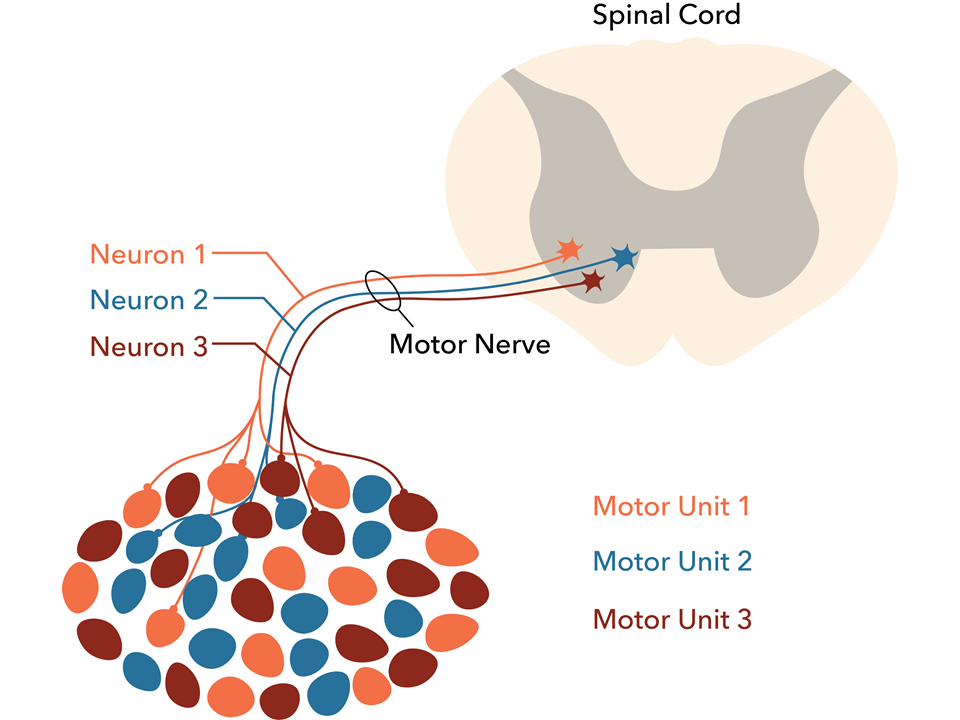 Spinal Cord
Neuron 1
Neuron 2
Neuron 3
Motor Nerve
Motor Unit 1
Motor Unit 2
Motor Unit 3